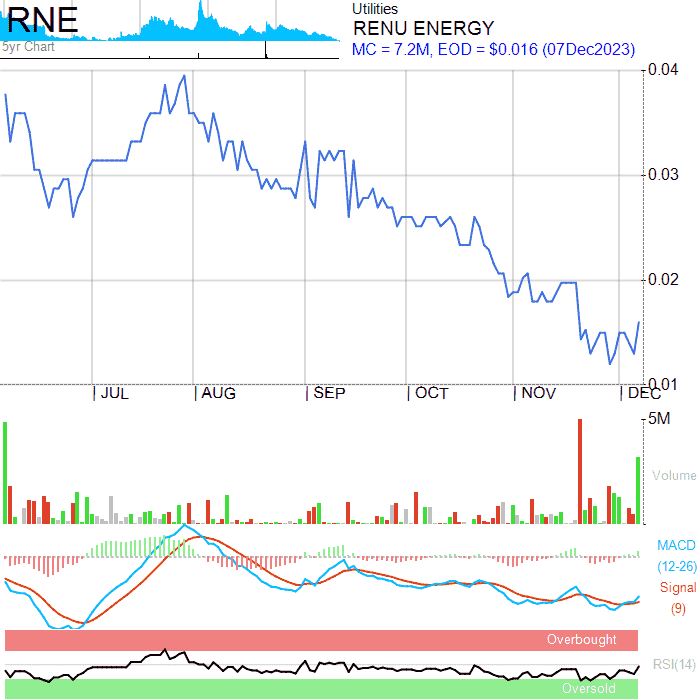 RNE
5yr Chart
Utilities
RENU ENERGY
MC = 7.2M, EOD = $0.016 (07Dec2023)
0.04
0.03
0.02
0.01
JUL AUG SEP OCT NOV DEC
5M
Volume
MACD
(12-26)
Signal
(9)
Overbought
RSI(14)
Oversold